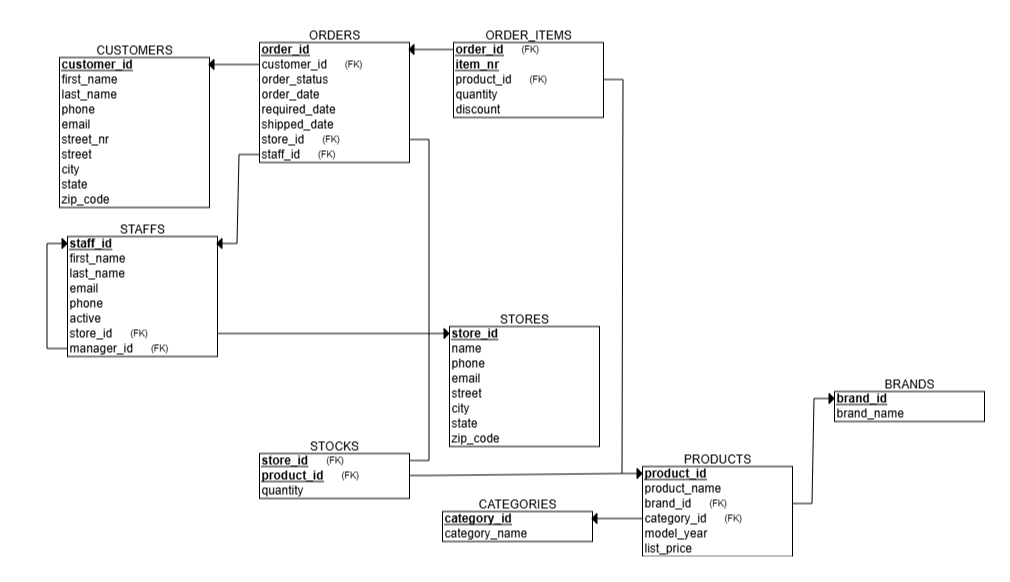 CUSTOMERS
customer_id
first_name
last_name
phone
email
street_nr
street
city
state
zip_code
ORDERS
order_id
customer_id (FK)
order_status
order_date
required_date
shipped_date
store_id (FK)
staff_id (FK)
ORDER_ITEMS
order_id (FK)
item_nr
product_id (FK)
quantity
discount
STAFFS
staff_id
first_name
last_name
email
phone
active
store_id (FK)
manager_id (FK)
STORES
store_id
name
phone
email
street
city
state
zip_code
BRANDS
brand_id
brand_name
STOCKS
store_id (FK)
product_id (FK)
quantity
PRODUCTS
product_id
product_name
brand_id (FK)
category_id (FK)
model_year
list_price
CATEGORIES
category_id
category_name